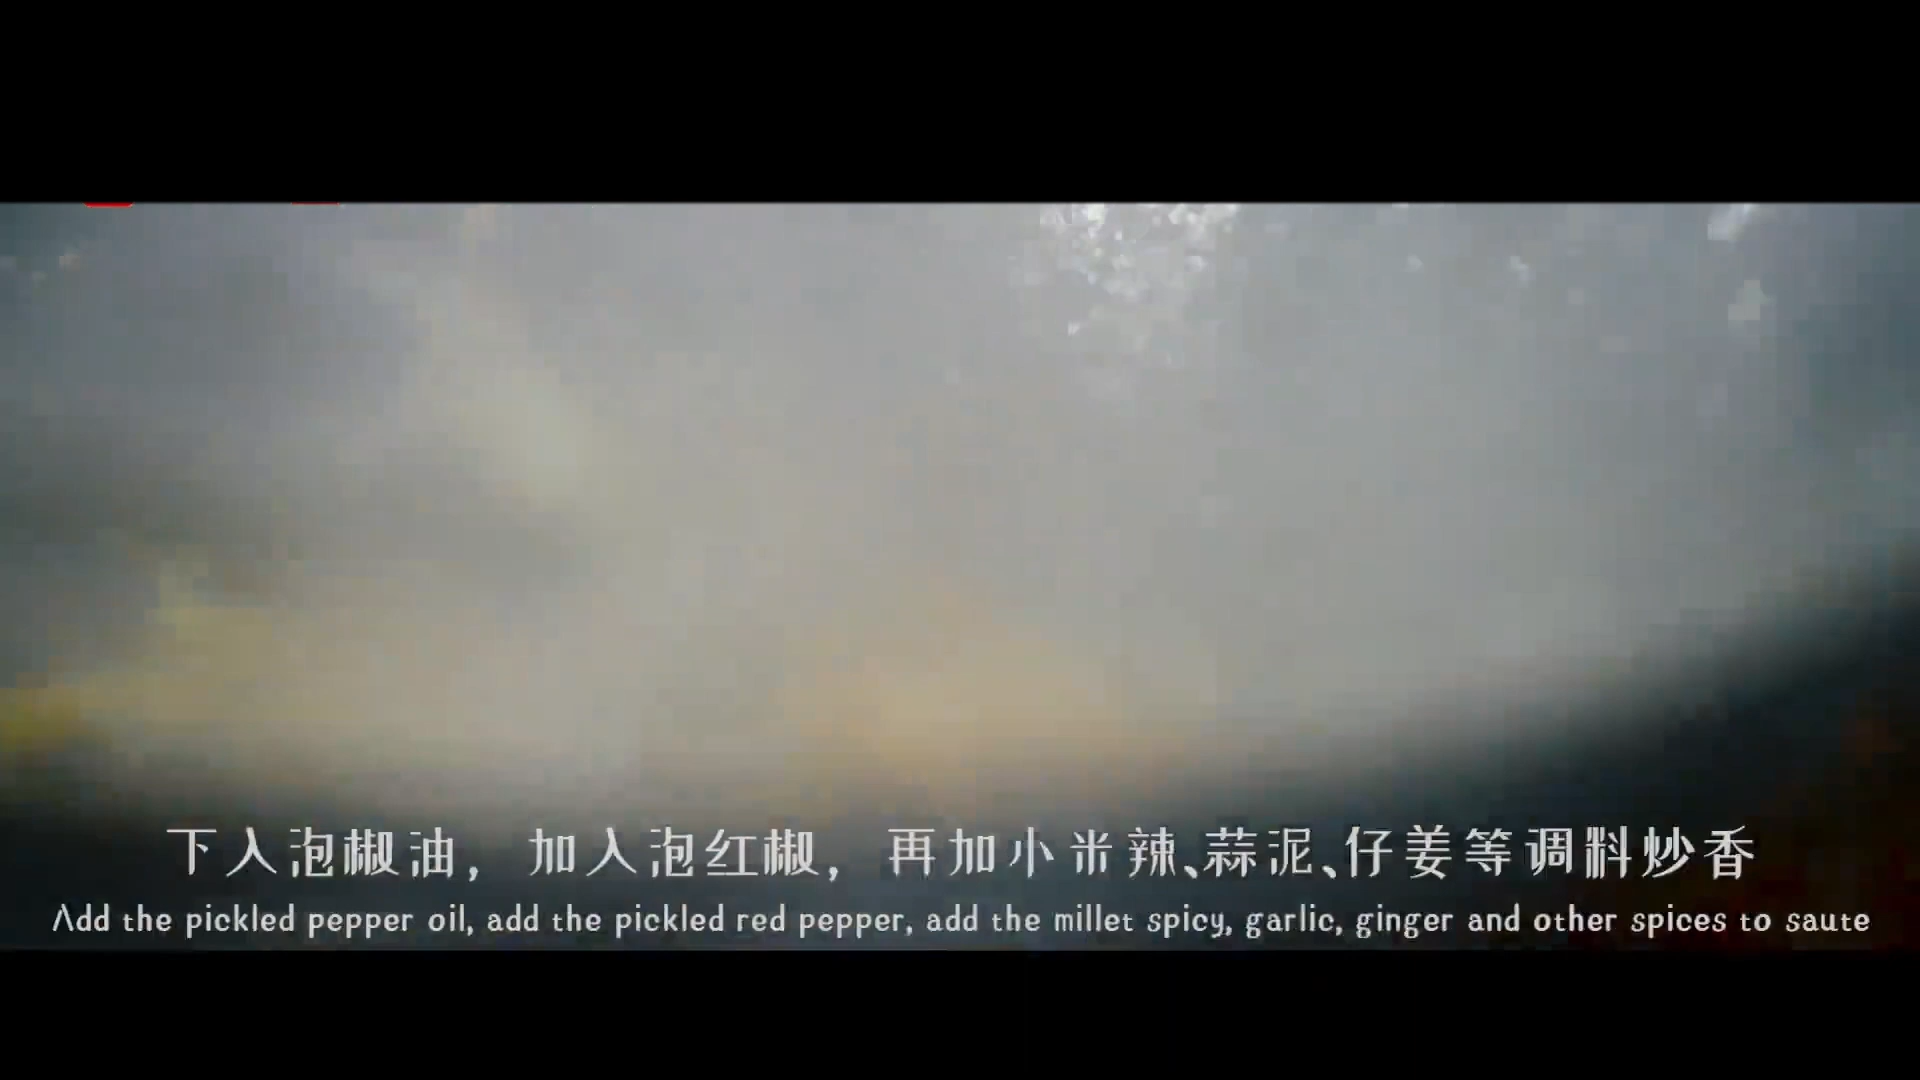 下入泡椒油，加入泡红椒，再加小米辣、蒜泥、仔姜等调料炒香
Add the pickled pepper oil, add the pickled red pepper, add the millet spicy, garlic, ginger and other spices to saute